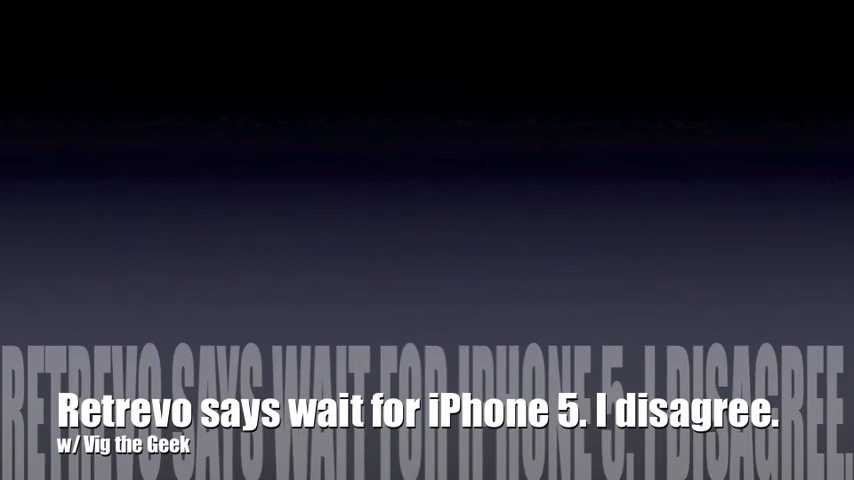 RETREVO SAYS WAIT FOR IPHONE 5. I DISAGREE.
Retrevo says wait for iPhone 5. I disagree.
w/ Vig the Geek